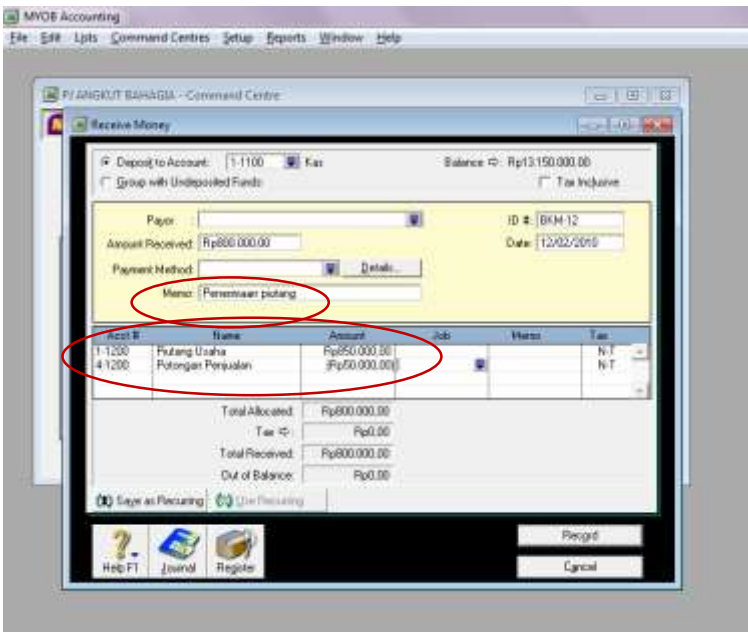 MYOB Accounting
File Edit Lists Command Centres Setup Reports Window Help
PJ ANGKUT BAHAGIA - Command Centre
Receive Money
Deposit to Account: 1-1100 Kas Balance Rp13.150.000,00
Group with Undeposited Funds Tax Inclusive
Payor : ID #: BKM-12
Amount Received: Rp800.000,00 Date: 12/02/2010
Payment Method: Details...
Memo: Penerimaan piutang
Acct # Name Amount Job Memo Tax
1-1200 Piutang Usaha Rp850.000,00 N-T
4-1200 Potongan Penjualan (Rp50.000,00) N-T
Total Allocated: Rp800.000,00
Tax Rp0,00
Total Received: Rp800.000,00
Out of Balance: Rp0,00
Save as Recurring Use Recurring
Help F1 Journal Register Record
Cancel